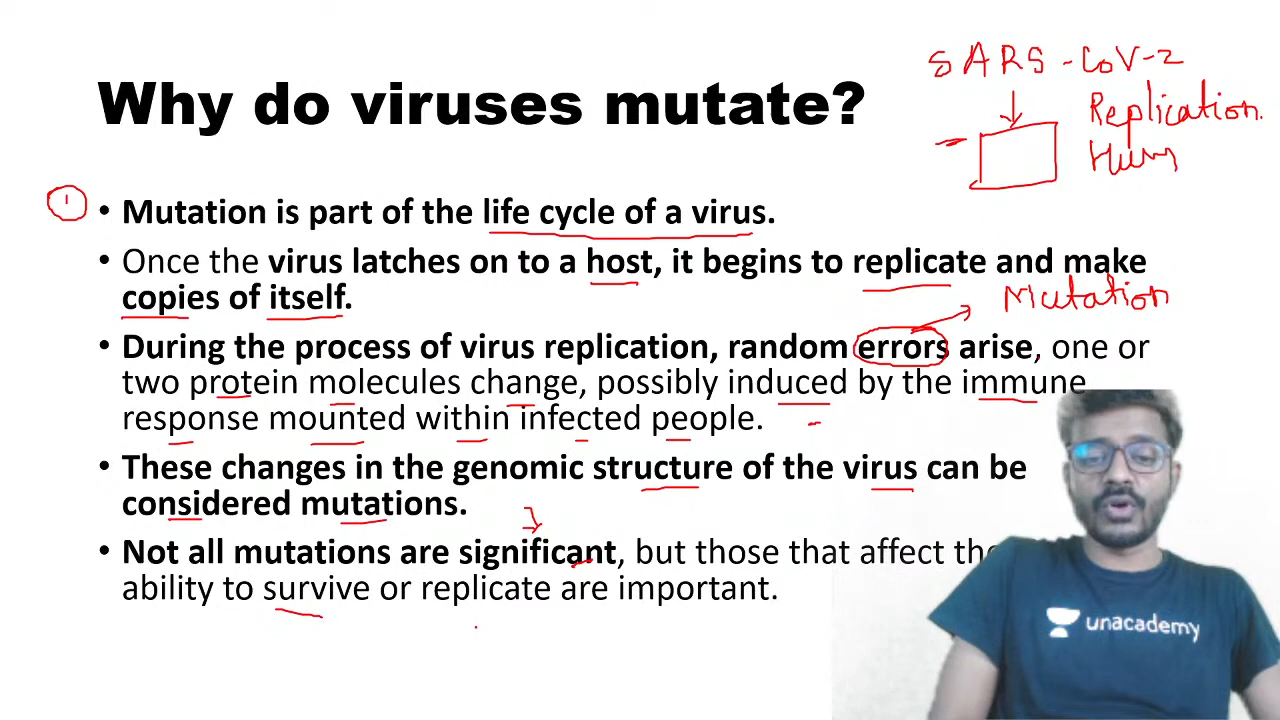 SARS-CoV-2
Why do viruses mutate?
Replication.
1
• Mutation is part of the life cycle of a virus.
• Once the virus latches on to a host, it begins to replicate and make
copies of itself.
Mutation
• During the process of virus replication, random errors arise, one or
two protein molecules change, possibly induced by the immune
response mounted within infected people.
• These changes in the genomic structure of the virus can be
considered mutations.
• Not all mutations are significant, but those that affect the
ability to survive or replicate are important.
unacademy